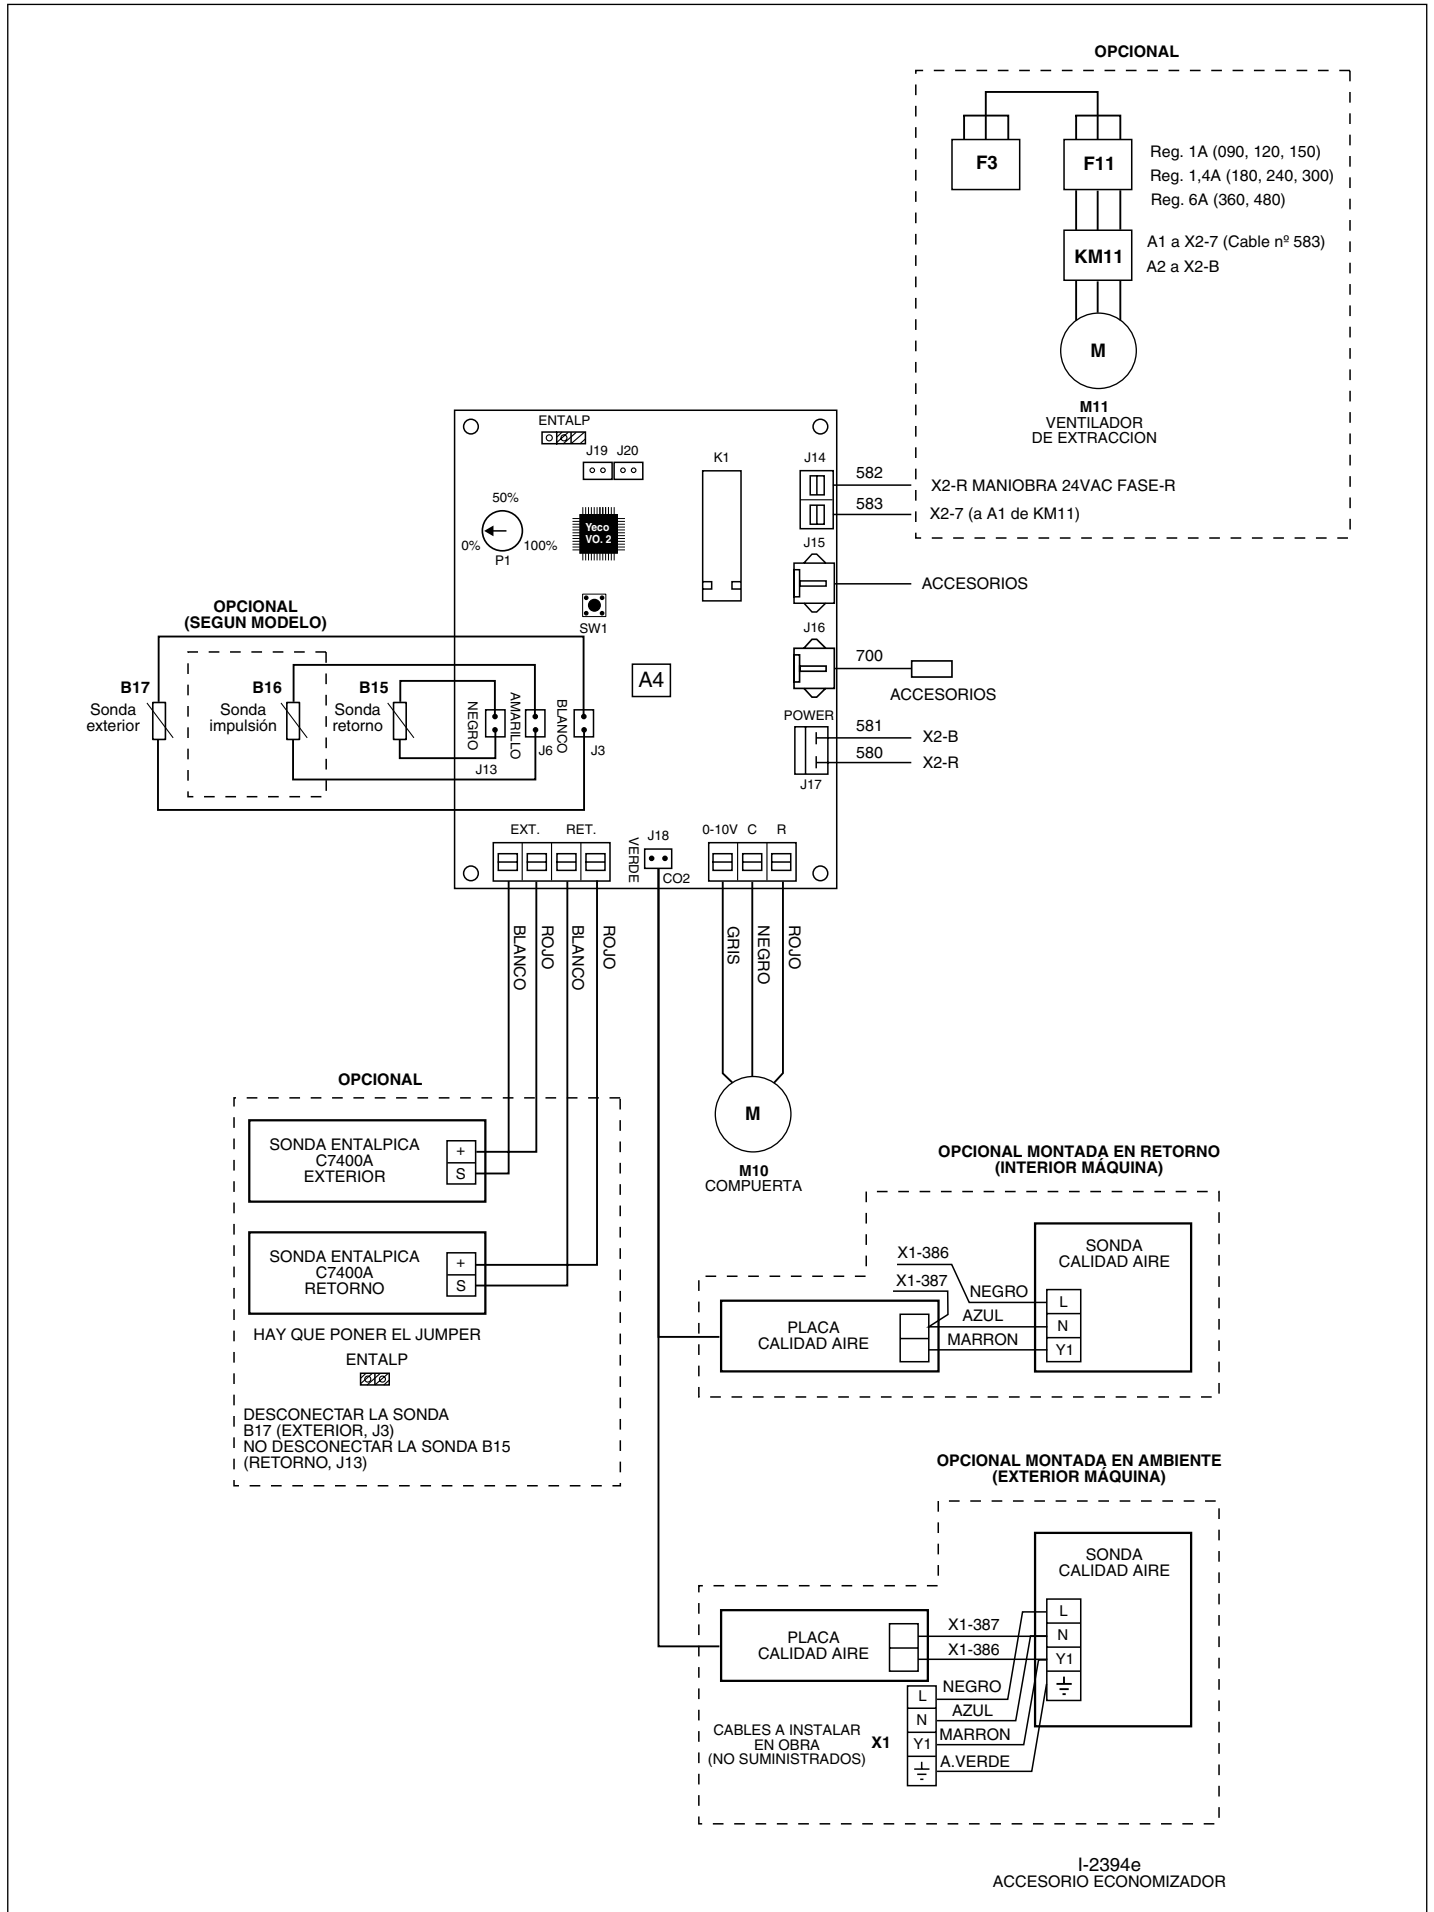 OPCIONAL
F3
F11
Reg. 1A (090, 120, 150)
Reg. 1,4A (180, 240, 300)
Reg. 6A (360, 480)
KM11
A1 a X2-7 (Cable nº 583)
A2 a X2-B
M
M11
VENTILADOR
DE EXTRACCION
ENTALP
J19 J20
K1
J14
582
X2-R MANIOBRA 24VAC FASE-R
583
X2-7 (a A1 de KM11)
50%
0%
100%
P1
Yeco
VO. 2
J15
ACCESORIOS
SW1
J16
700
ACCESORIOS
A4
OPCIONAL
(SEGUN MODELO)
B17
Sonda
exterior
B16
Sonda
impulsión
B15
Sonda
retorno
NEGRO
J13
AMARILLO
J6
BLANCO
J3
POWER
581
X2-B
580
X2-R
J17
EXT. RET.
VERDE
J18
CO2
0-10V C R
BLANCO
ROJO
BLANCO
ROJO
GRIS
NEGRO
ROJO
M
M10
COMPUERTA
OPCIONAL
SONDA ENTALPICA
C7400A
EXTERIOR
+
S
SONDA ENTALPICA
C7400A
RETORNO
+
S
HAY QUE PONER EL JUMPER
ENTALP
DESCONECTAR LA SONDA
B17 (EXTERIOR, J3)
NO DESCONECTAR LA SONDA B15
(RETORNO, J13)
OPCIONAL MONTADA EN RETORNO
(INTERIOR MÁQUINA)
SONDA
CALIDAD AIRE
X1-386
X1-387
NEGRO
L
AZUL
N
MARRON
Y1
PLACA
CALIDAD AIRE
OPCIONAL MONTADA EN AMBIENTE
(EXTERIOR MÁQUINA)
SONDA
CALIDAD AIRE
L
N
Y1
PLACA
CALIDAD AIRE
X1-387
X1-386
CABLES A INSTALAR
EN OBRA
(NO SUMINISTRADOS)
X1
L
NEGRO
N
AZUL
Y1
MARRON
A.VERDE
I-2394e
ACCESORIO ECONOMIZADOR